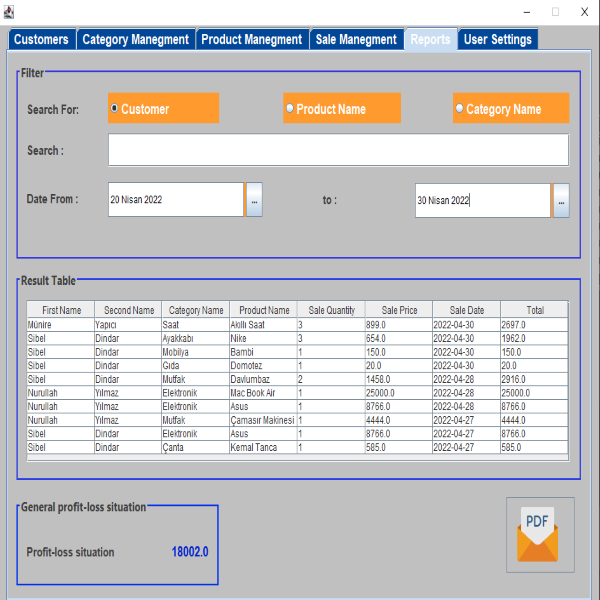 Customers Category Manegment Product Manegment Sale Manegment Reports User Settings
Filter
Search For: Customer Product Name Category Name
Search :
Date From : 20 Nisan 2022 ... to : 30 Nisan 2022 ...
Result Table
First Name Second Name Category Name Product Name Sale Quantity Sale Price Sale Date Total
Münire Yapıcı Saat Akıllı Saat 3 899.0 2022-04-30 2697.0
Sibel Dindar Ayakkabı Nike 3 654.0 2022-04-30 1962.0
Sibel Dindar Mobilya Bambi 1 150.0 2022-04-30 150.0
Sibel Dindar Gıda Domotez 1 20.0 2022-04-30 20.0
Sibel Dindar Mutfak Davlumbaz 2 1458.0 2022-04-28 2916.0
Nurullah Yılmaz Elektronik Mac Book Air 1 25000.0 2022-04-28 25000.0
Nurullah Yılmaz Elektronik Asus 1 8766.0 2022-04-28 8766.0
Nurullah Yılmaz Mutfak Çamasır Makinesi 1 4444.0 2022-04-27 4444.0
Sibel Dindar Elektronik Asus 1 8766.0 2022-04-27 8766.0
Sibel Dindar Çanta Kemal Tanca 1 585.0 2022-04-27 585.0
General profit-loss situation
Profit-loss situation 18002.0
PDF